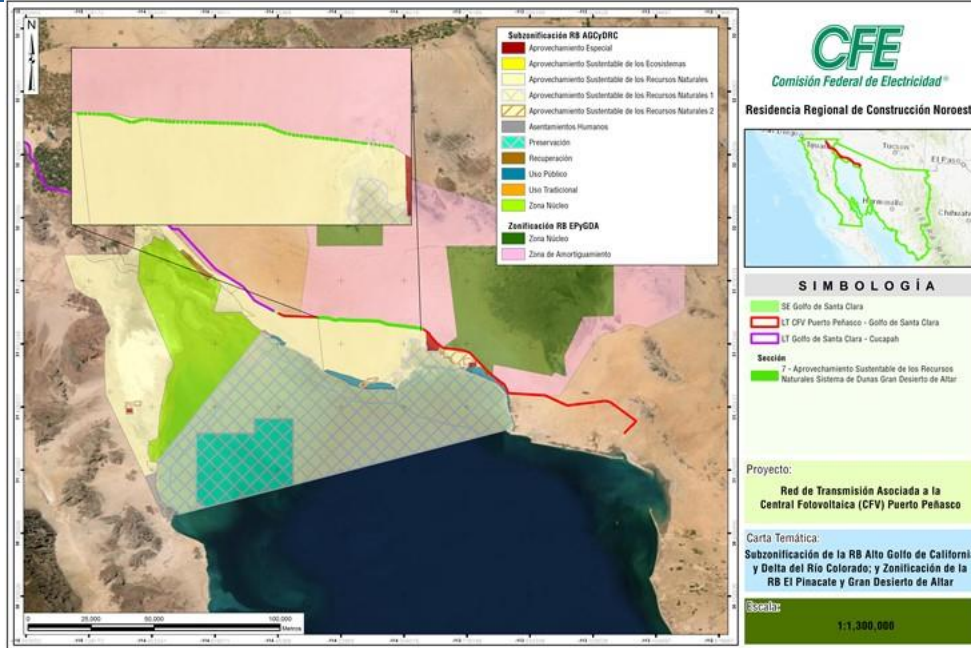 N
Subzonificación RB AGCyDRC
Aprovechamiento Especial
Aprovechamiento Sustentable de los Ecosistemas
Aprovechamiento Sustentable de los Recursos Naturales
Aprovechamiento Sustentable de los Recursos Naturales 1
Aprovechamiento Sustentable de los Recursos Naturales 2
Asentamientos Humanos
Preservación
Recuperación
Uso Público
Uso Tradicional
Zona Núcleo
Zonificación RB EPyGDA
Zona Núcleo
Zona de Amortiguamiento
0
50,000
100,000
Metros
CFE
Comisión Federal de Electricidad®
Residencia Regional de Construcción Noroest
Tucson
El Paso
Hermosillo
Chihuahu
SIMBOLOGÍA
SE Golfo de Santa Clara
LT CFV Puerto Peñasco - Golfo de Santa Clara
LT Golfo de Santa Clara - Cucapah
Sección
7 - Aprovechamiento Sustentable de los Recursos
Naturales Sistema de Dunas Gran Desierto de Altar
Proyecto:
Red de Transmisión Asociada a la
Central Fotovoltaica (CFV) Puerto Peñasco
Carta Temática:
Subzonificación de la RB Alto Golfo de California
y Delta del Río Colorado; y Zonificación de la
RB El Pinacate y Gran Desierto de Altar
Escala:
1:1,300,000